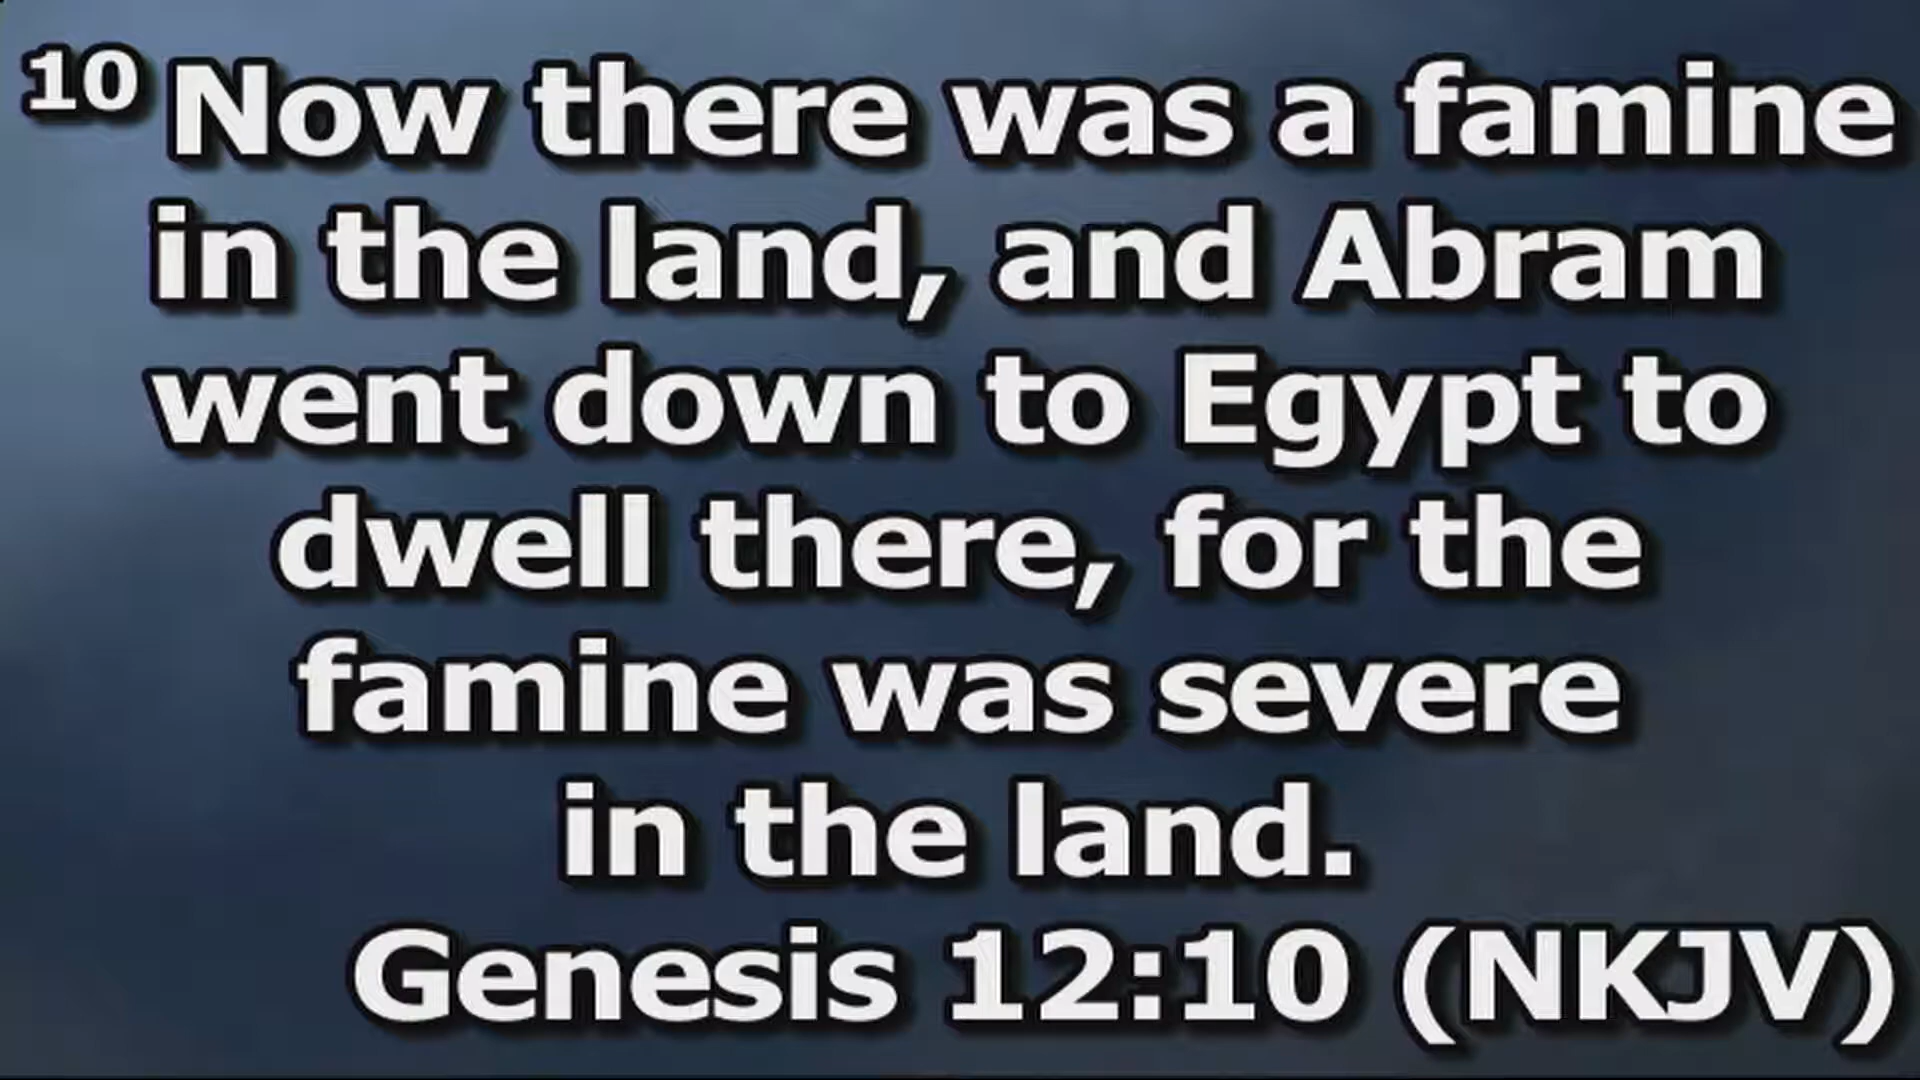 10 Now there was a famine
in the land, and Abram
went down to Egypt to
dwell there, for the
famine was severe
in the land.
Genesis 12:10 (NKJV)